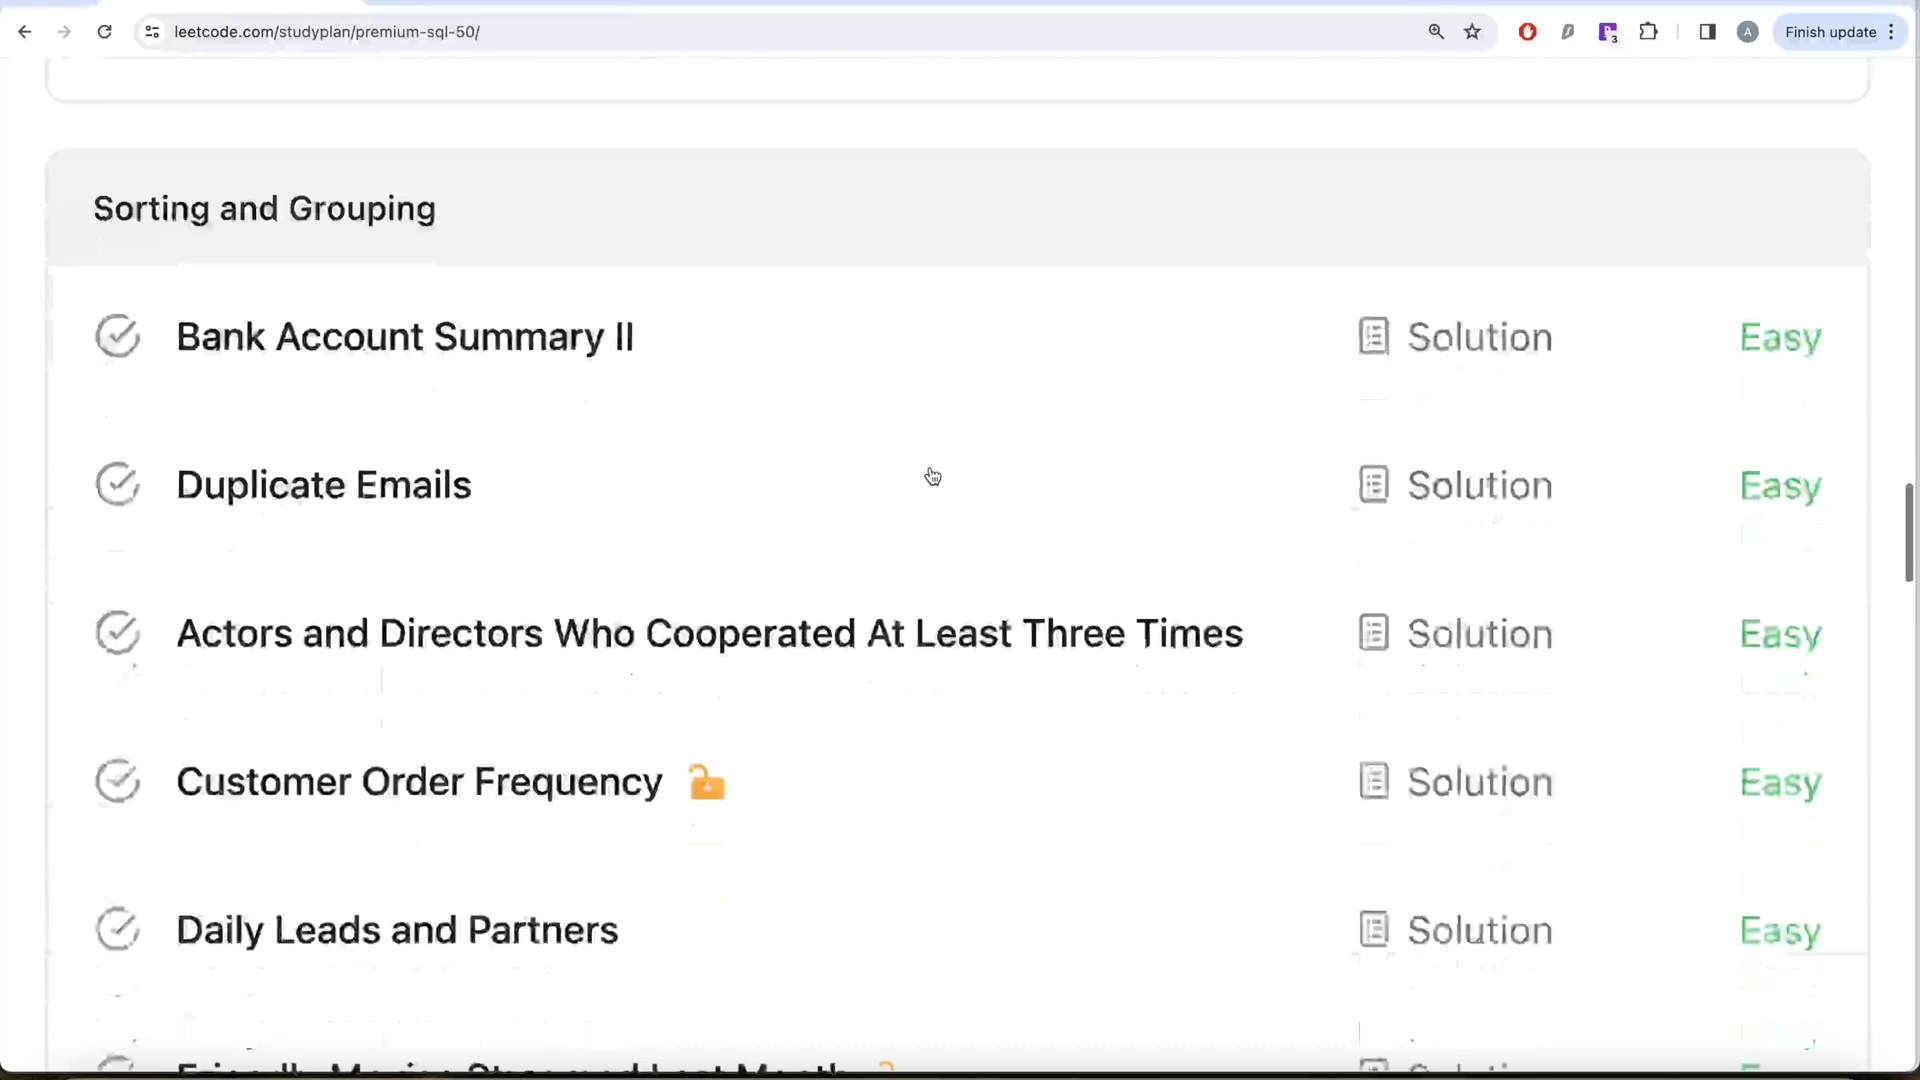 leetcode.com/studyplan/premium-sql-50/
3
A
Finish update
Sorting and Grouping
Bank Account Summary II
Solution
Easy
Duplicate Emails
Solution
Easy
Actors and Directors Who Cooperated At Least Three Times
Solution
Easy
Customer Order Frequency
Solution
Easy
Daily Leads and Partners
Solution
Easy